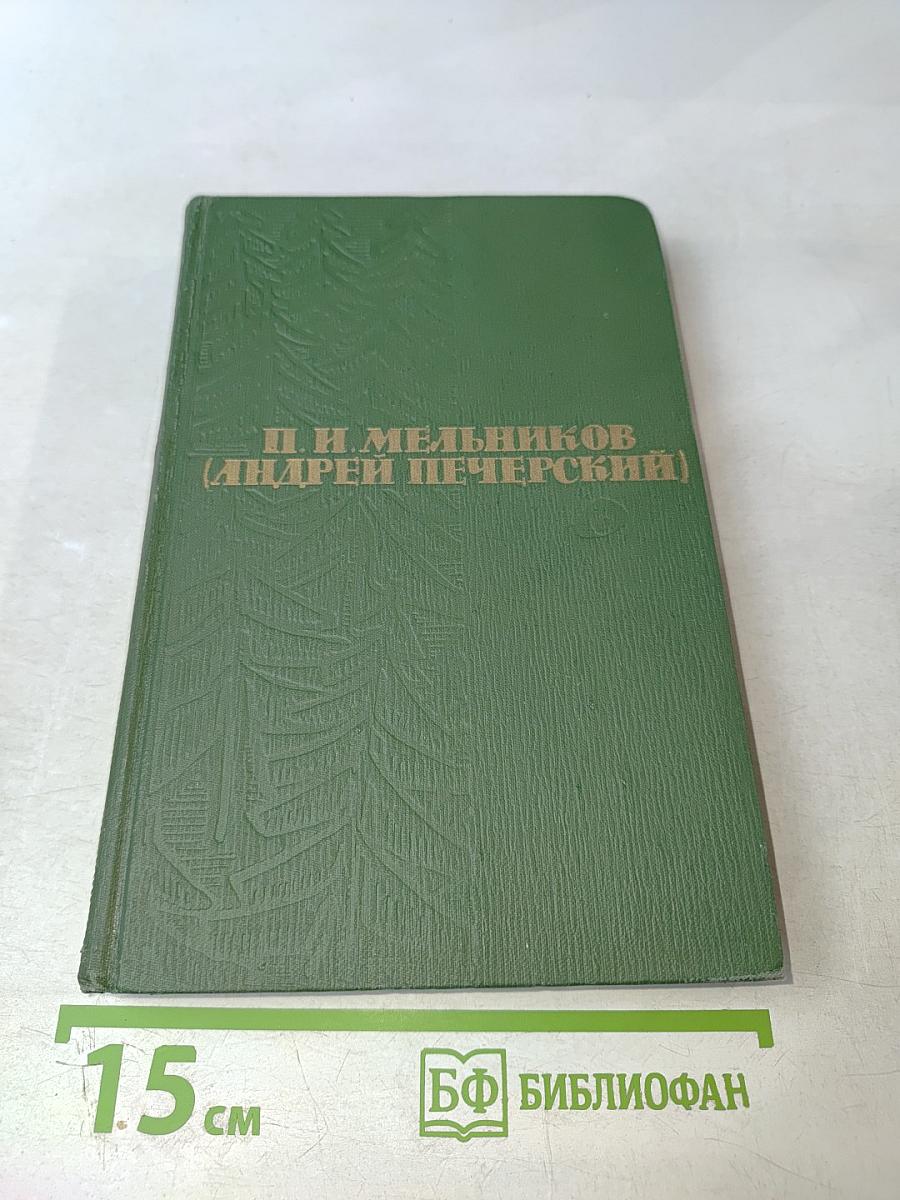 П. И. МЕЛЬНИКОВ
(АНДРЕЙ ПЕЧЕРСКИЙ)
15 см
БФ БИБЛИОФАН